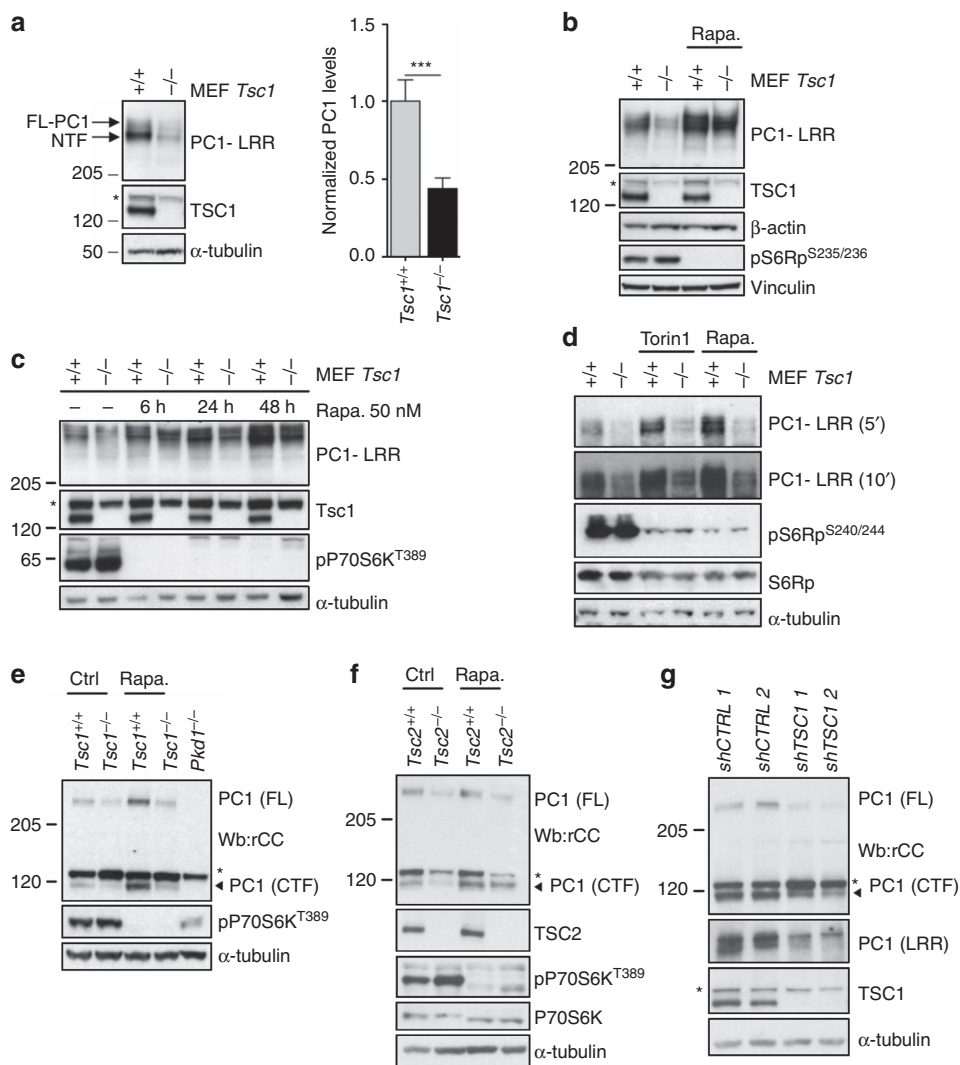 a
+/+ −/−
MEF Tsc1
FL-PC1
NTF
PC1- LRR
205
*
TSC1
120
50
α-tubulin
Normalized PC1 levels
1.5
1.0
0.5
0.0
***
Tsc1+/+
Tsc1−/−
b
Rapa.
+/+ −/− +/+ −/−
MEF Tsc1
PC1- LRR
205
*
TSC1
120
β-actin
pS6RpS235/236
Vinculin
c
+/+ −/− +/+ −/− +/+ −/− +/+ −/−
MEF Tsc1
− − 6 h 24 h 48 h
Rapa. 50 nM
PC1- LRR
205
*
Tsc1
120
65
pP70S6KT389
α-tubulin
d
Torin1 Rapa.
+/+ −/− +/+ −/− +/+ −/−
MEF Tsc1
PC1- LRR (5′)
PC1- LRR (10′)
pS6RpS240/244
S6Rp
α-tubulin
e
Ctrl Rapa.
Tsc1+/+ Tsc1−/− Tsc1+/+ Tsc1−/− Pkd1−/−
PC1 (FL)
205
Wb:rCC
*
120
PC1 (CTF)
pP70S6KT389
α-tubulin
f
Ctrl Rapa.
Tsc2+/+ Tsc2−/− Tsc2+/+ Tsc2−/−
PC1 (FL)
205
Wb:rCC
*
120
PC1 (CTF)
TSC2
pP70S6KT389
P70S6K
α-tubulin
g
shCTRL 1 shCTRL 2 shTSC1 1 shTSC1 2
PC1 (FL)
205
Wb:rCC
*
PC1 (CTF)
120
PC1 (LRR)
*
TSC1
α-tubulin